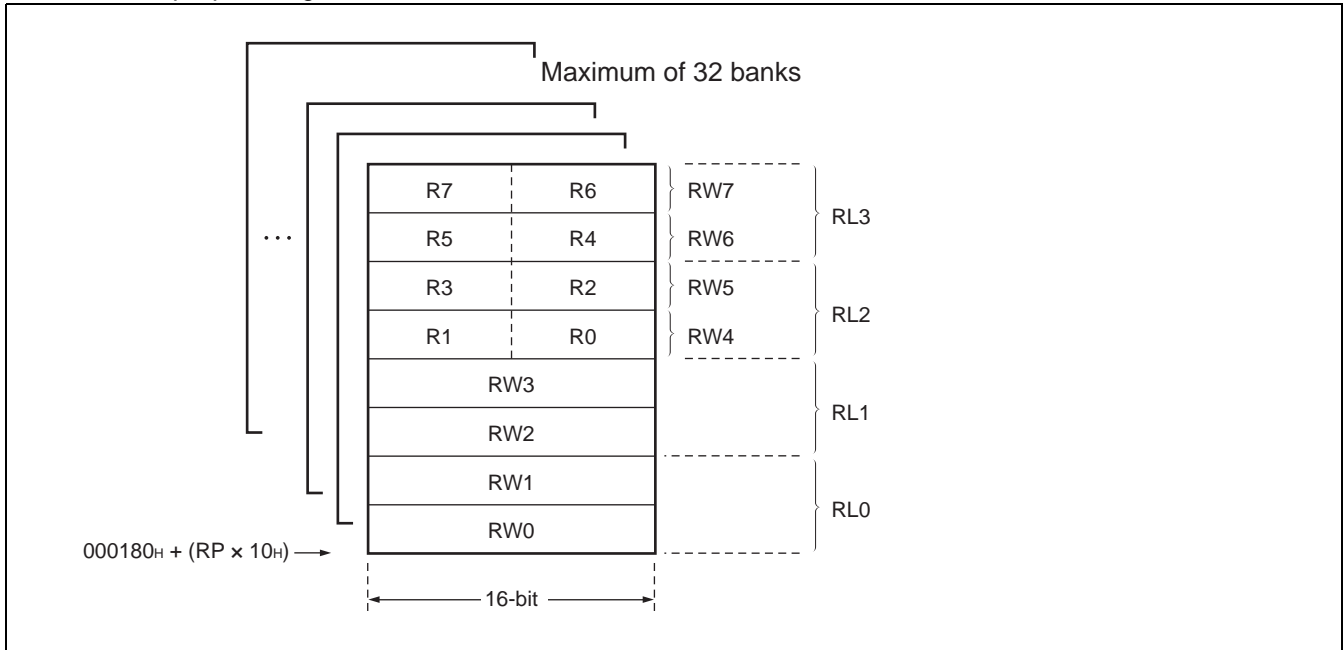 Maximum of 32 banks
R7 R6 RW7
RL3
...
R5 R4 RW6
R3 R2 RW5
RL2
R1 R0 RW4
RW3
RL1
RW2
RW1
RL0
RW0
000180H + (RP × 10H)
16-bit